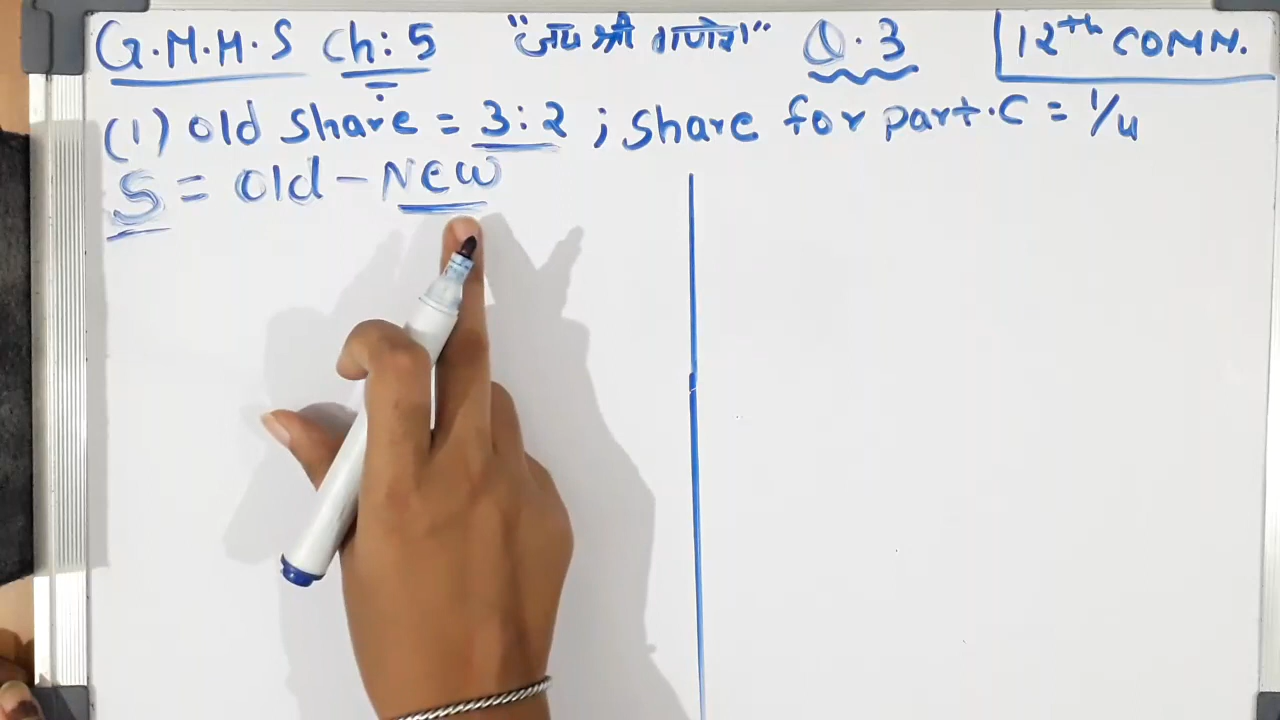 G.M.H.S Ch: 5 "जय श्री गणेश" Q.3 12th COMM.
(1) Old Share = 3:2 ; Share for part.C = 1/4
S = Old - New